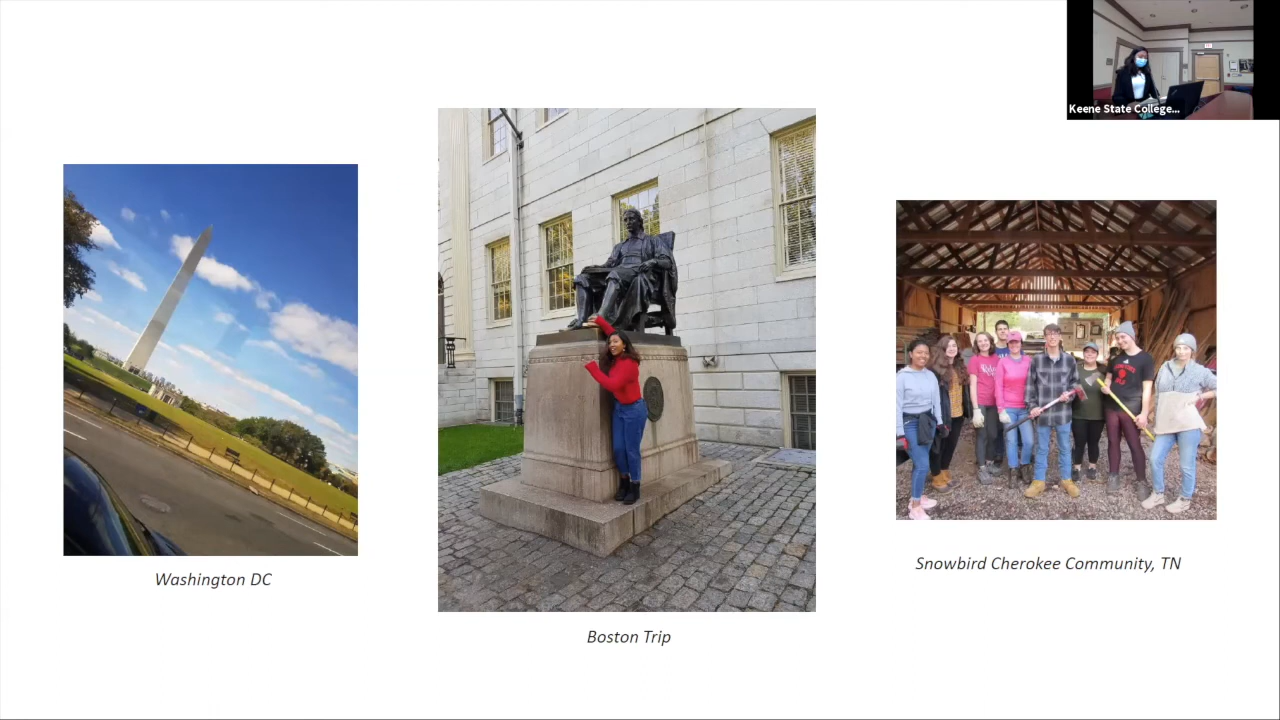 Keene State College...
Washington DC
Boston Trip
Snowbird Cherokee Community, TN